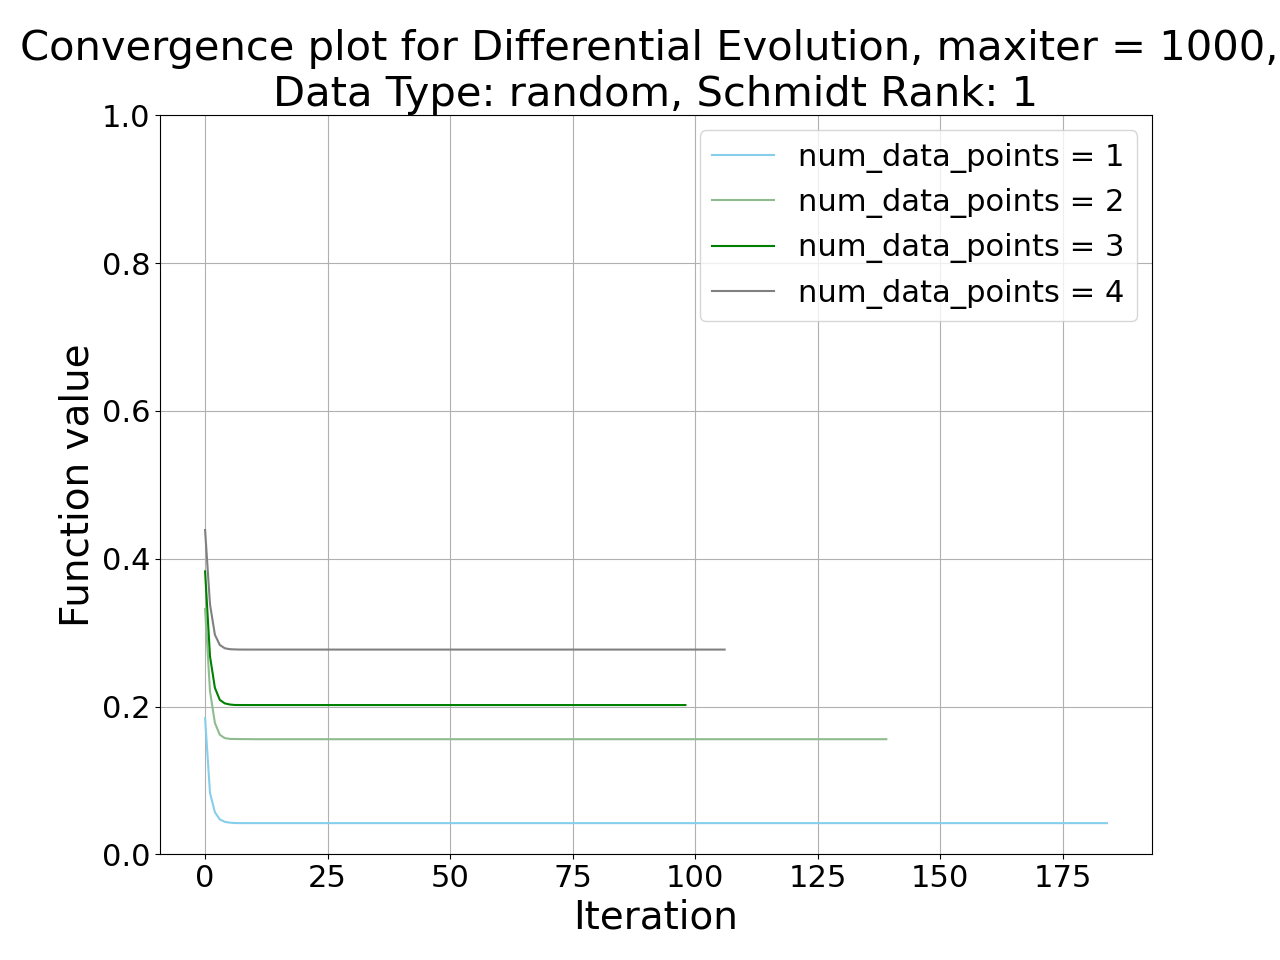 Convergence plot for Differential Evolution, maxiter = 1000,
Data Type: random, Schmidt Rank: 1
num_data_points = 1
num_data_points = 2
num_data_points = 3
num_data_points = 4
Function value
1.0
0.8
0.6
0.4
0.2
0.0
0 25 50 75 100 125 150 175
Iteration